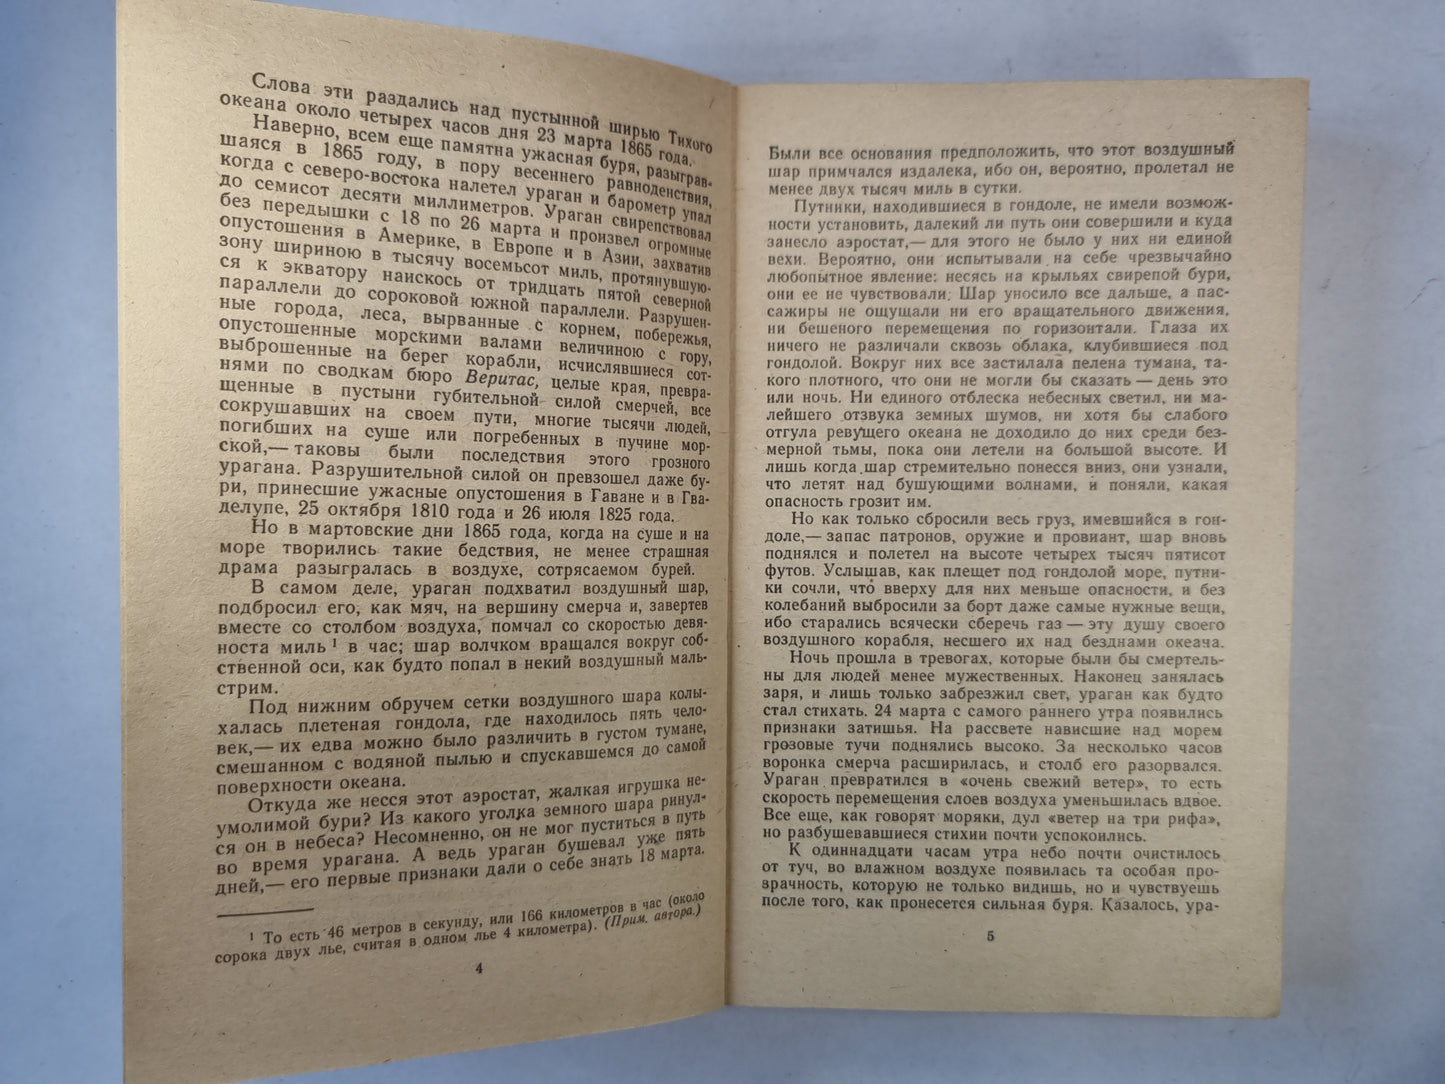 Слова эти раздались над пустынной ширью Тихого
океана около четырех часов дня 23 марта 1865 года.
Наверно, всем еще памятна ужасная буря, разыграв-
шаяся в 1865 году, в пору весеннего равноденствия,
когда с северо-востока налетел ураган и барометр упал
до семисот десяти миллиметров. Ураган свирепствовал
без передышки с 18 по 26 марта и произвел огромные
опустошения в Америке, в Европе и в Азии, захватив
зону шириною в тысячу восемьсот миль, протянувшую-
ся к экватору наискось от тридцать пятой северной
параллели до сороковой южной параллели. Разрушен-
ные города, леса, вырванные с корнем, побережья,
опустошенные морскими валами величиною с гору,
выброшенные на берег корабли, исчислявшиеся сот-
нями по сводкам бюро Веритас, целые края, превра-
щенные в пустыни губительной силой смерчей, все
сокрушавших на своем пути, многие тысячи людей,
погибших на суше или погребенных в пучине мор-
ской,— таковы были последствия этого грозного
урагана. Разрушительной силой он превзошел даже бу-
ри, принесшие ужасные опустошения в Гаване и в Гва-
делупе, 25 октября 1810 года и 26 июля 1825 года.
Но в мартовские дни 1865 года, когда на суше и на
море творились такие бедствия, не менее страшная
драма разыгралась в воздухе, сотрясаемом бурей.
В самом деле, ураган подхватил воздушный шар,
подбросил его, как мяч, на вершину смерча и, завертев
вместе со столбом воздуха, помчал со скоростью девя-
носта миль ¹ в час; шар волчком вращался вокруг соб-
ственной оси, как будто попал в некий воздушный маль-
стрим.
Под нижним обручем сетки воздушного шара колы-
халась плетеная гондола, где находилось пять чело-
век,— их едва можно было различить в густом тумане,
смешанном с водяной пылью и спускавшемся до самой
поверхности океана.
Откуда же несся этот аэростат, жалкая игрушка не-
умолимой бури? Из какого уголка земного шара ринул-
ся он в небеса? Несомненно, он не мог пуститься в путь
во время урагана. А ведь ураган бушевал уже пять
дней,— его первые признаки дали о себе знать 18 марта.
¹ То есть 46 метров в секунду, или 166 километров в час (около
сорока двух лье, считая в одном лье 4 километра). (Прим. автора.)
4
Были все основания предположить, что этот воздушный
шар примчался издалека, ибо он, вероятно, пролетал не
менее двух тысяч миль в сутки.
Путники, находившиеся в гондоле, не имели возмож-
ности установить, далекий ли путь они совершили и куда
занесло аэростат,— для этого не было у них ни единой
вехи. Вероятно, они испытывали на себе чрезвычайно
любопытное явление: несясь на крыльях свирепой бури,
они ее не чувствовали. Шар уносило все дальше, а пас-
сажиры не ощущали ни его вращательного движения,
ни бешеного перемещения по горизонтали. Глаза их
ничего не различали сквозь облака, клубившиеся под
гондолой. Вокруг них все застилала пелена тумана, та-
кого плотного, что они не могли бы сказать — день это
или ночь. Ни единого отблеска небесных светил, ни ма-
лейшего отзвука земных шумов, ни хотя бы слабого
отгула ревущего океана не доходило до них среди без-
мерной тьмы, пока они летели на большой высоте. И
лишь когда шар стремительно понесся вниз, они узнали,
что летят над бушующими волнами, и поняли, какая
опасность грозит им.
Но как только сбросили весь груз, имевшийся в гон-
доле,— запас патронов, оружие и провиант, шар вновь
поднялся и полетел на высоте четырех тысяч пятисот
футов. Услышав, как плещет под гондолой море, путни-
ки сочли, что вверху для них меньше опасности, и без
колебаний выбросили за борт даже самые нужные вещи,
ибо старались всячески сберечь газ — эту душу своего
воздушного корабля, несшего их над безднами океана.
Ночь прошла в тревогах, которые были бы смертель-
ны для людей менее мужественных. Наконец занялась
заря, и лишь только забрезжил свет, ураган как будто
стал стихать. 24 марта с самого раннего утра появились
признаки затишья. На рассвете нависшие над морем
грозовые тучи поднялись высоко. За несколько часов
воронка смерча расширилась, и столб его разорвался.
Ураган превратился в «очень свежий ветер», то есть
скорость перемещения слоев воздуха уменьшилась вдвое.
Все еще, как говорят моряки, дул «ветер на три рифа»,
но разбушевавшиеся стихии почти успокоились.
К одиннадцати часам утра небо почти очистилось
от туч, во влажном воздухе появилась та особая про-
зрачность, которую не только видишь, но и чувствуешь
после того, как пронесется сильная буря. Казалось, ура-
5